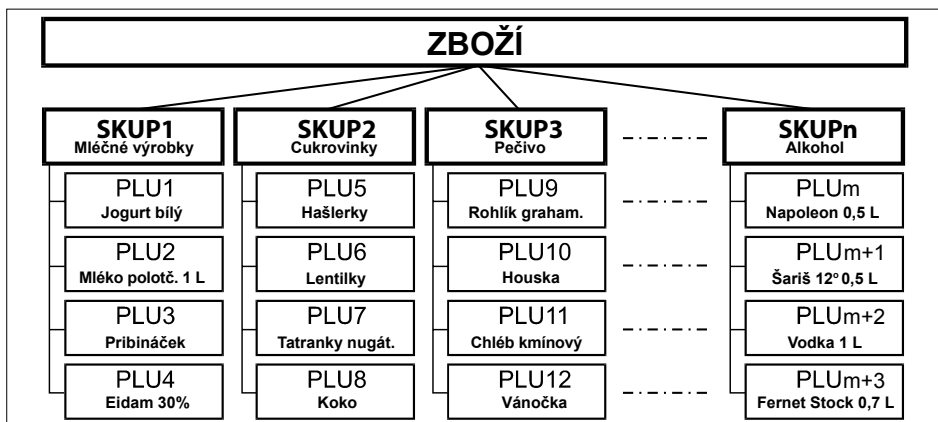 ZBOŽÍ
SKUP1
Mléčné výrobky
PLU1
Jogurt bílý
PLU2
Mléko polotč. 1 L
PLU3
Pribináček
PLU4
Eidam 30%
SKUP2
Cukrovinky
PLU5
Hašlerky
PLU6
Lentilky
PLU7
Tatranky nugát.
PLU8
Koko
SKUP3
Pečivo
PLU9
Rohlík graham.
PLU10
Houska
PLU11
Chléb kmínový
PLU12
Vánočka
SKUPn
Alkohol
PLUm
Napoleon 0,5 L
PLUm+1
Šariš 12° 0,5 L
PLUm+2
Vodka 1 L
PLUm+3
Fernet Stock 0,7 L